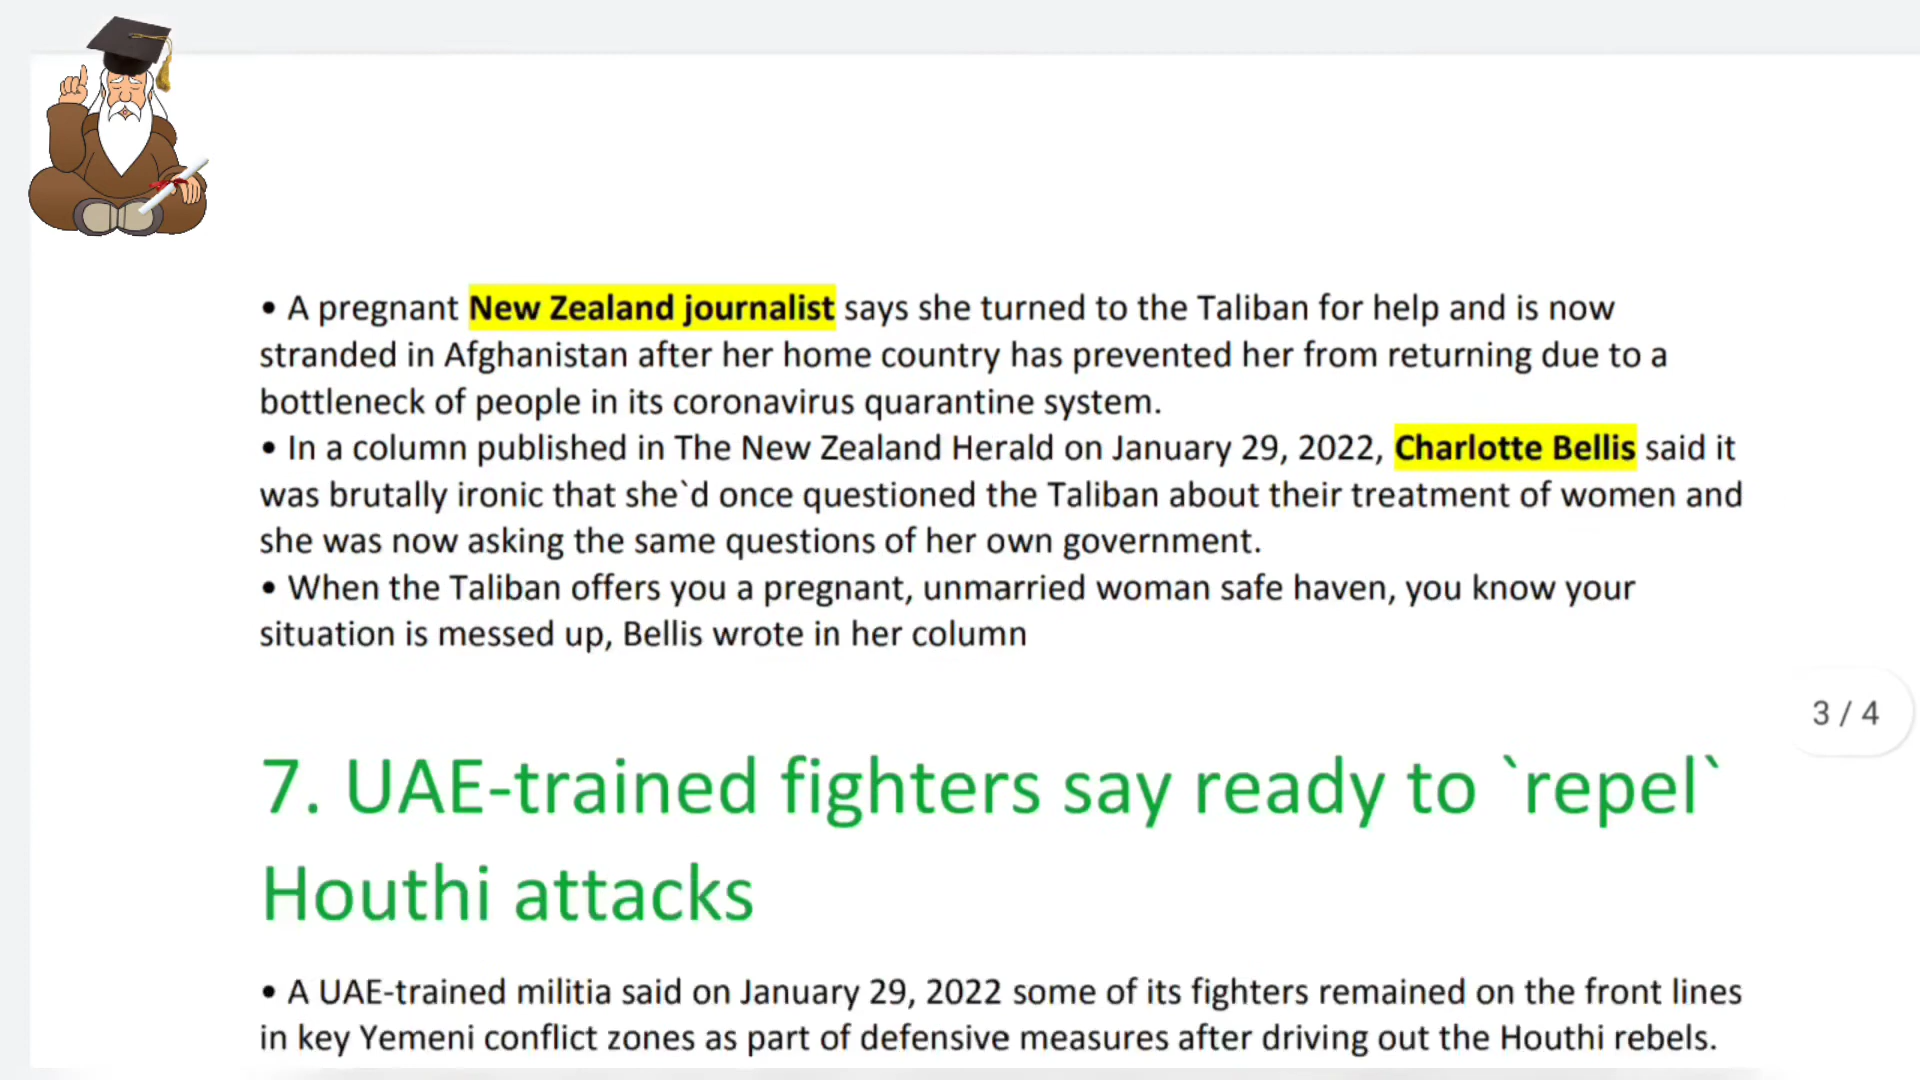 • A pregnant New Zealand journalist says she turned to the Taliban for help and is now
stranded in Afghanistan after her home country has prevented her from returning due to a
bottleneck of people in its coronavirus quarantine system.
• In a column published in The New Zealand Herald on January 29, 2022, Charlotte Bellis said it
was brutally ironic that she`d once questioned the Taliban about their treatment of women and
she was now asking the same questions of her own government.
• When the Taliban offers you a pregnant, unmarried woman safe haven, you know your
situation is messed up, Bellis wrote in her column
3 / 4
7. UAE-trained fighters say ready to `repel`
Houthi attacks
• A UAE-trained militia said on January 29, 2022 some of its fighters remained on the front lines
in key Yemeni conflict zones as part of defensive measures after driving out the Houthi rebels.